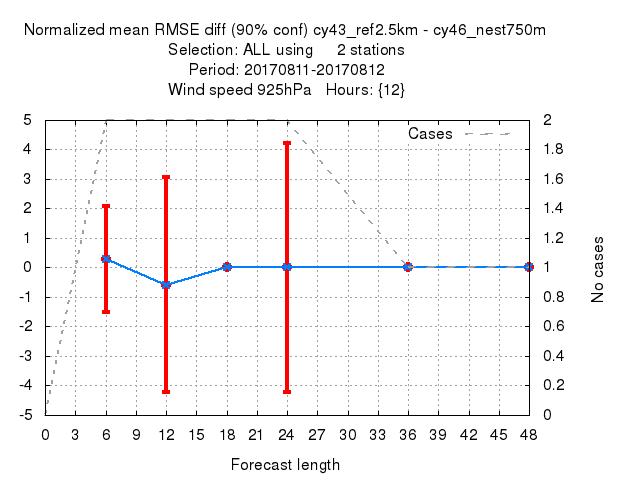 Normalized mean RMSE diff (90% conf) cy43_ref2.5km - cy46_nest750m
Selection: ALL using 2 stations
Period: 20170811-20170812
Wind speed 925hPa Hours: {12}
Cases
5
4
3
2
1
0
-1
-2
-3
-4
-5
2
1.8
1.6
1.4
1.2
1
0.8
0.6
0.4
0.2
0
No cases
0 3 6 9 12 15 18 21 24 27 30 33 36 39 42 45 48
Forecast length